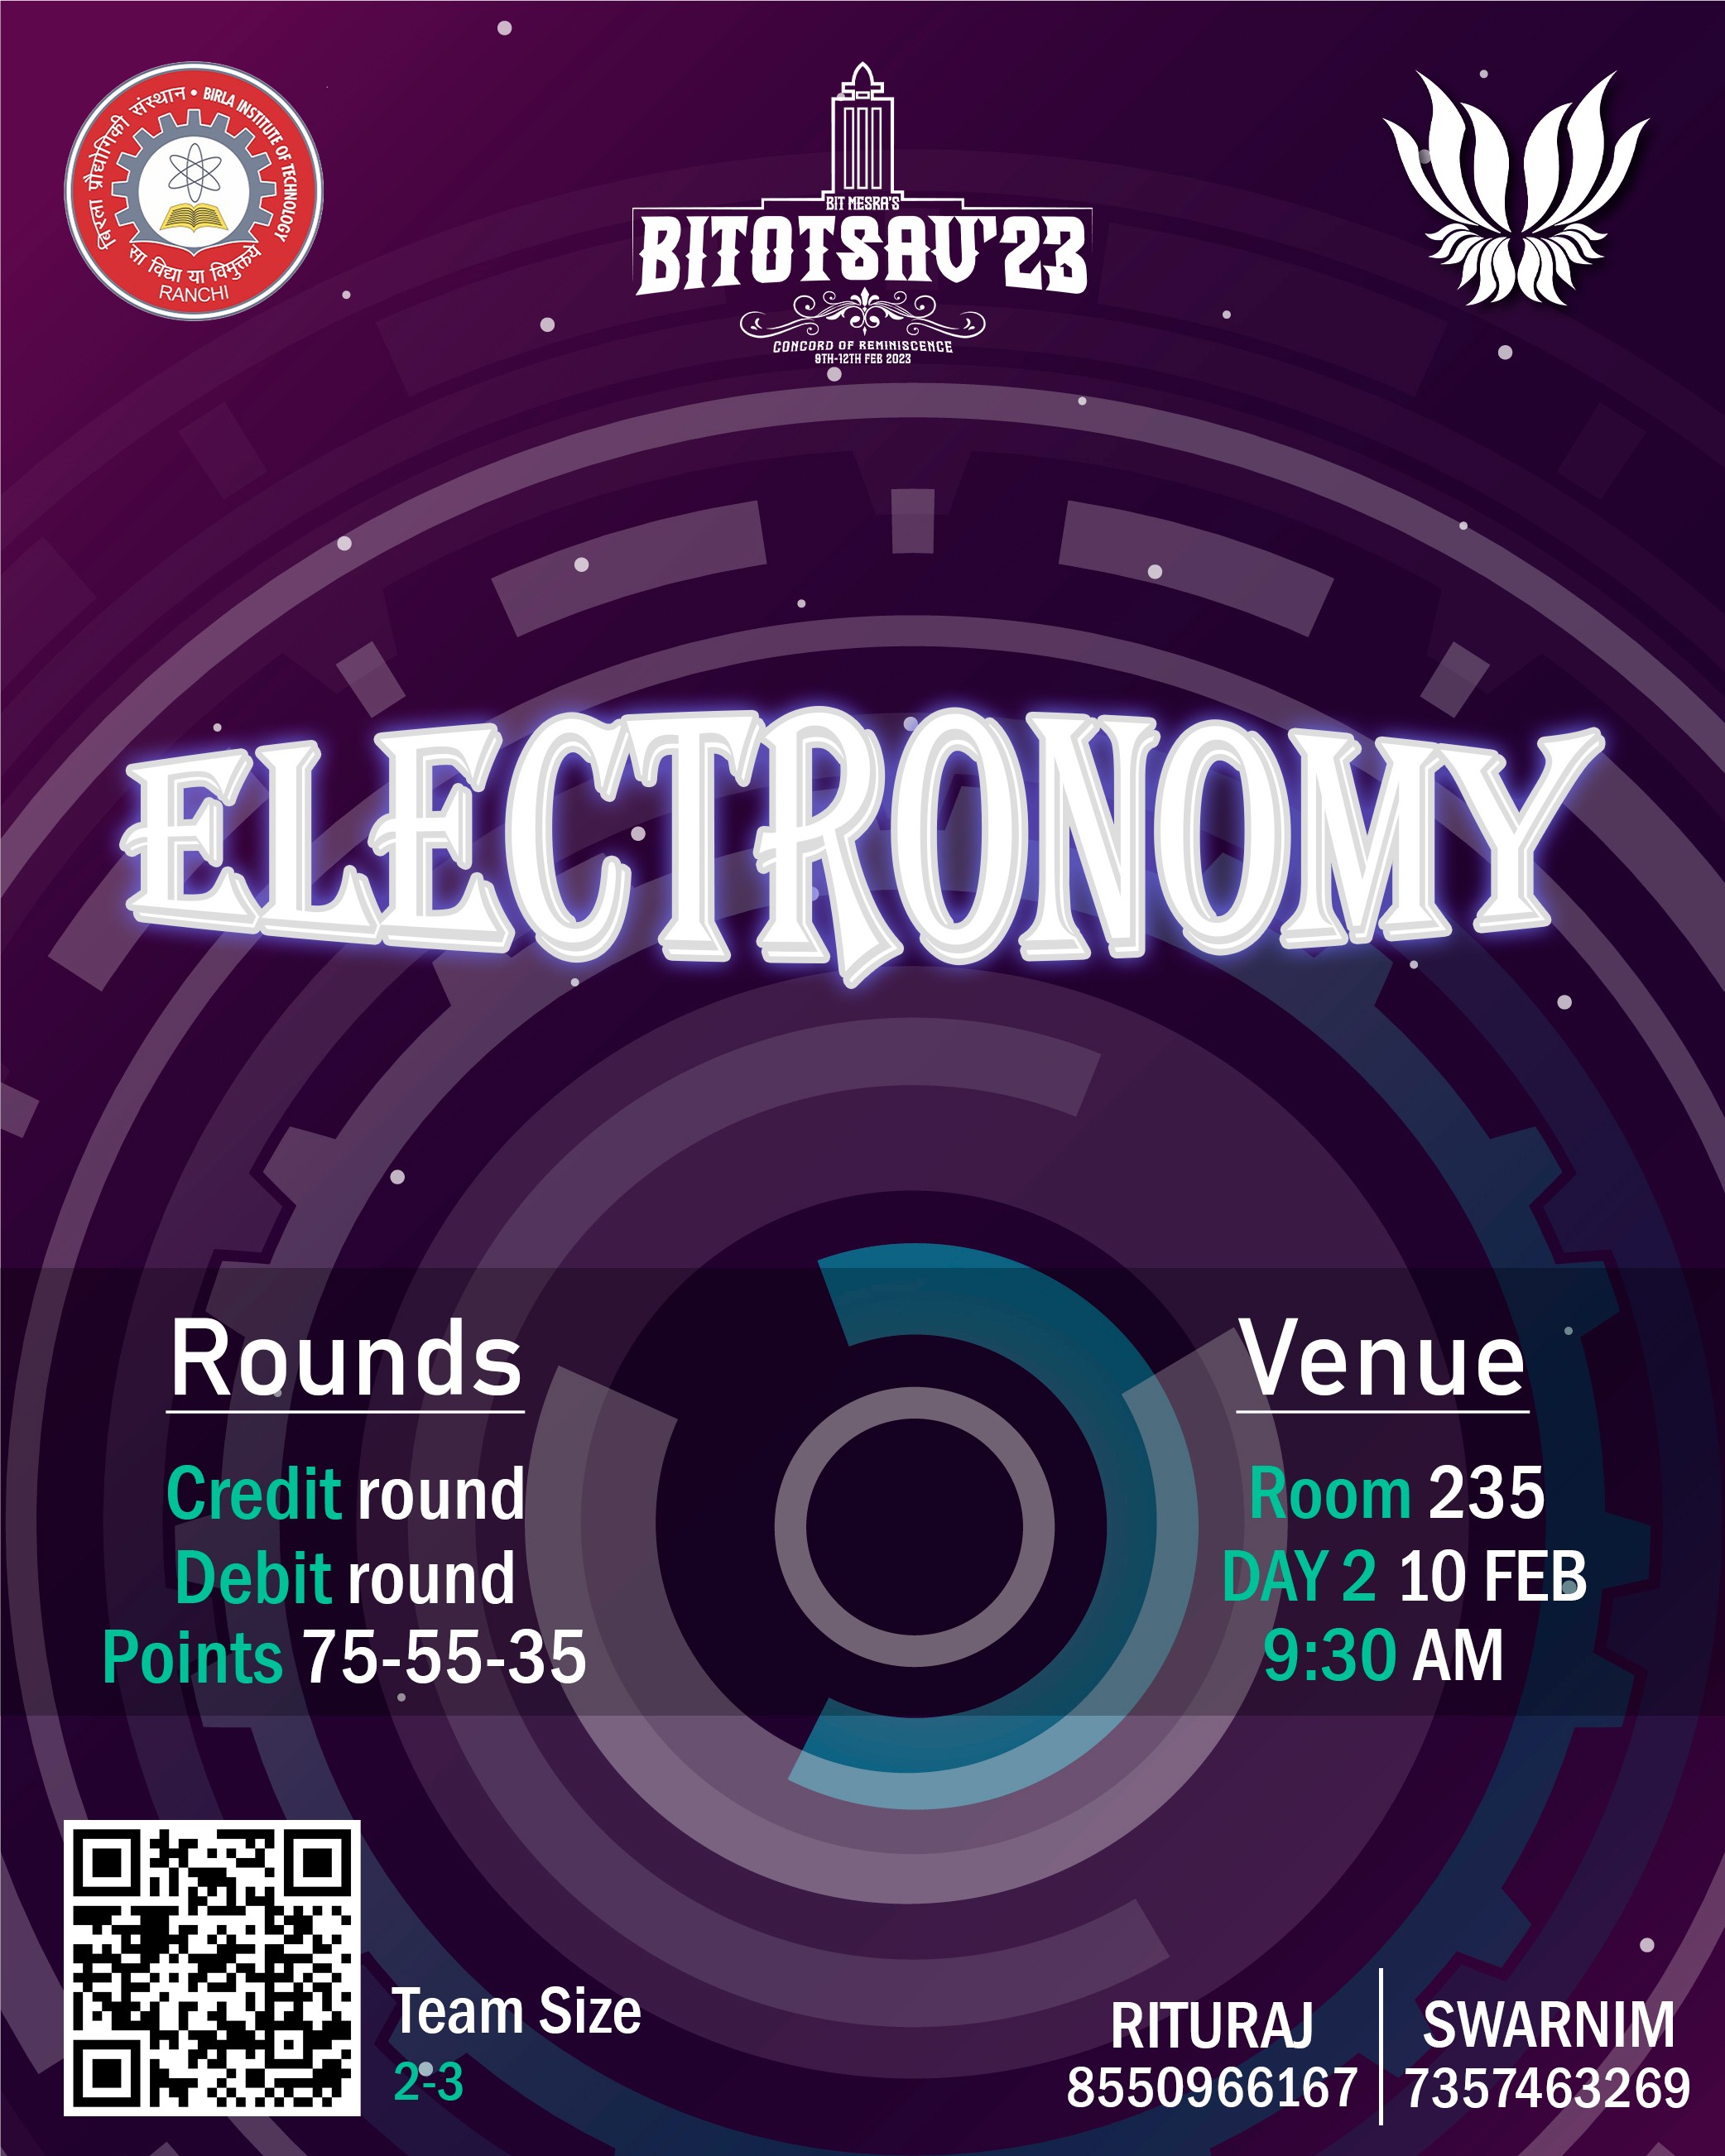 बिरला प्रौद्योगिकी संस्थान • BIRLA INSTITUTE OF TECHNOLOGY
सा विद्या या विमुक्तये
RANCHI
BIT MESRA'S
BITOTSAV'23
CONCORD OF REMINISCENCE
9TH-12TH FEB 2023
ELECTRONOMY
Rounds
Credit round
Debit round
Points 75-55-35
Venue
Room 235
DAY 2 10 FEB
9:30 AM
Team Size
2-3
RITURAJ
8550966167
SWARNIM
7357463269